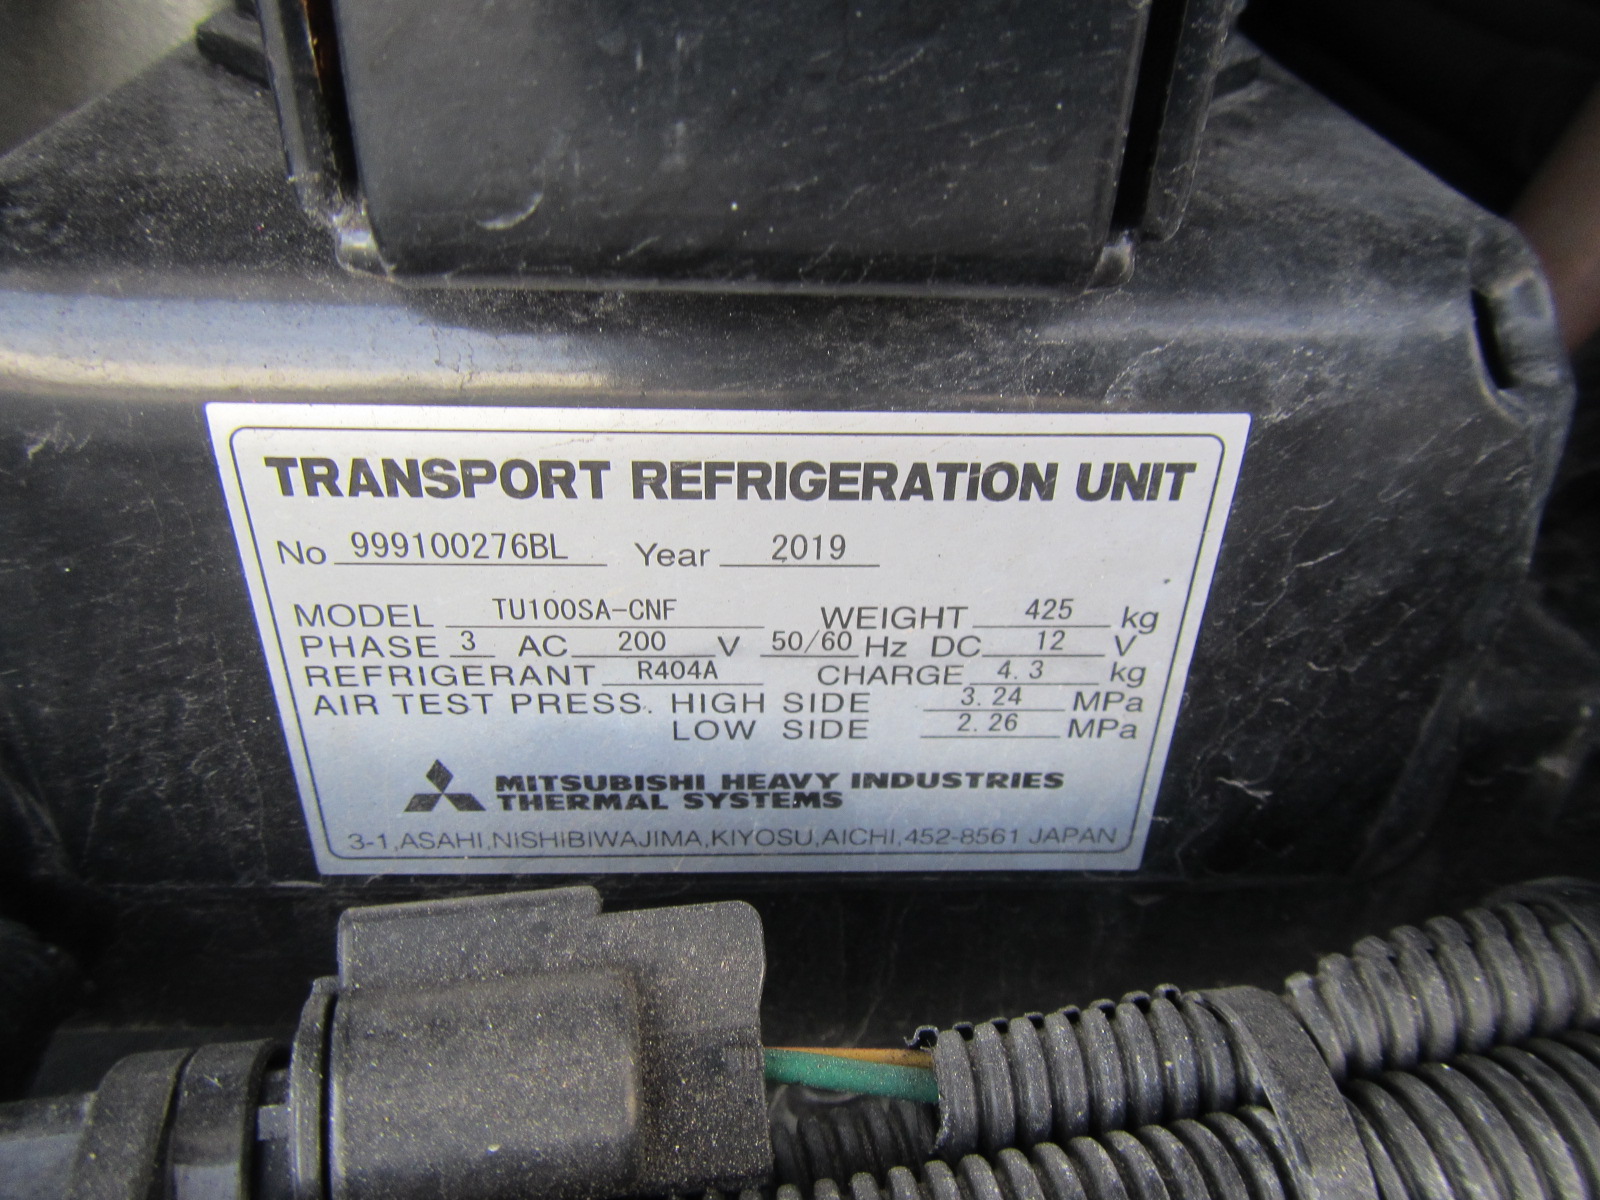 TRANSPORT REFRIGERATION UNIT
No 999100276BL Year 2019
MODEL TU100SA-CNF WEIGHT 425 kg
PHASE 3 AC 200 V 50/60 Hz DC 12 V
REFRIGERANT R404A CHARGE 4.3 kg
AIR TEST PRESS. HIGH SIDE 3.24 MPa
LOW SIDE 2.26 MPa
MITSUBISHI HEAVY INDUSTRIES
THERMAL SYSTEMS
3-1,ASAHI,NISHIBIWAJIMA,KIYOSU,AICHI,452-8561 JAPAN